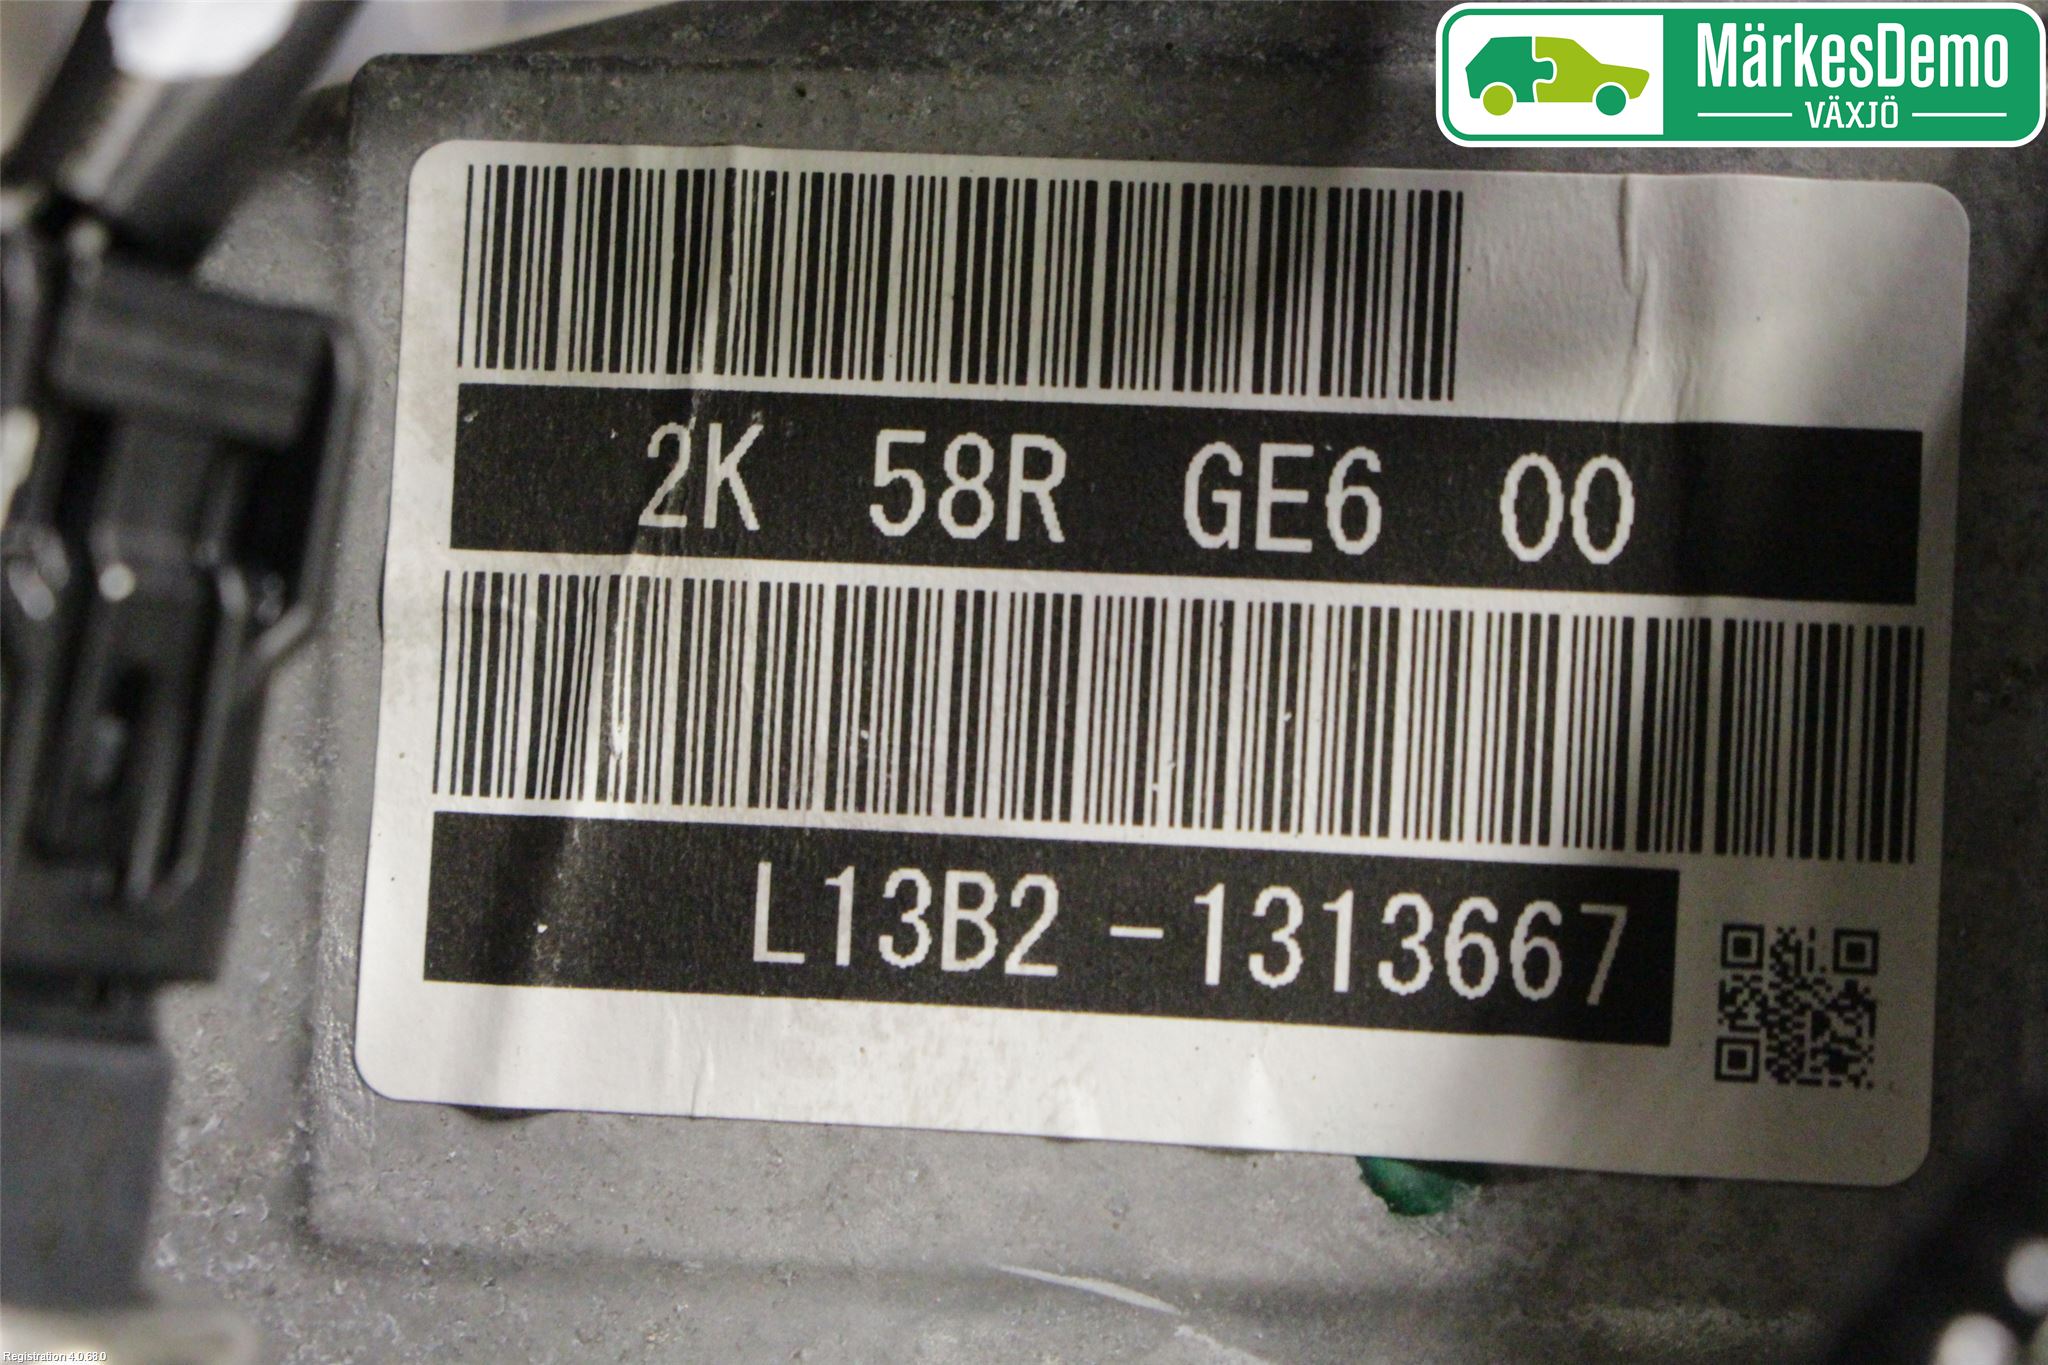 MärkesDemo
VÄXJÖ
2K 58R GE6 00
L13B2 -1313667
Registration 4.0.68.0